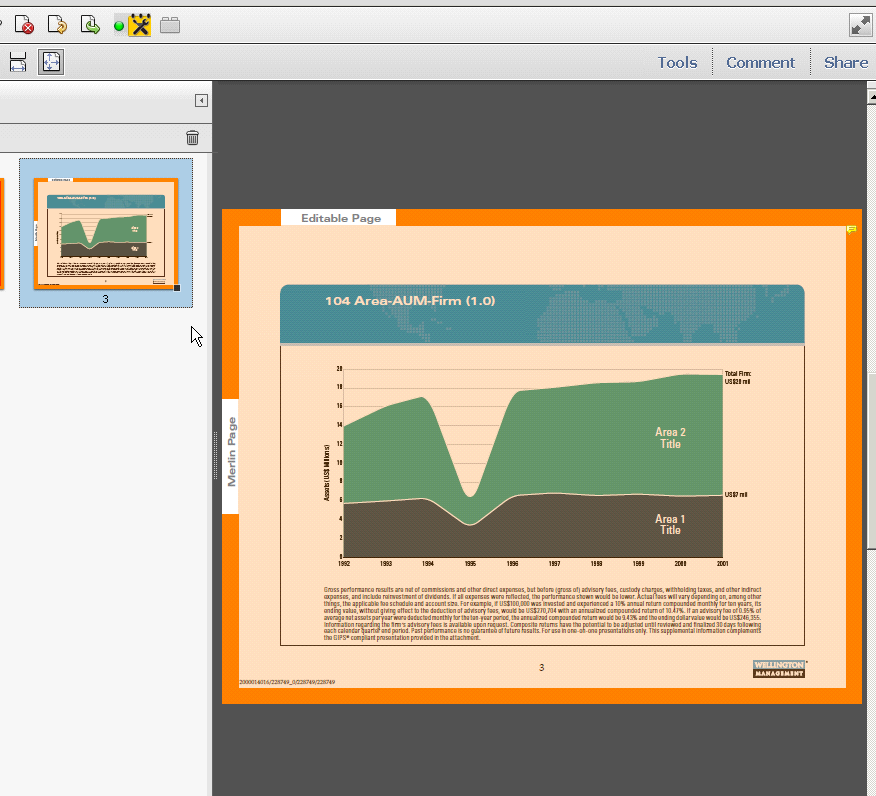 Tools
Comment
Share
3
Editable Page
104 Area-AUM-Firm (1.0)
Merlin Page
Assets (US$ Millions)
20
18
16
14
12
10
8
6
4
2
0
1992 1993 1994 1995 1996 1997 1998 1999 2000 2001
Total Firm:
US$20 mil
US$7 mil
Area 2
Title
Area 1
Title
Gross performance results are net of commissions and other direct expenses, but before (gross of) advisory fees, custody charges, withholding taxes, and other indirect
expenses, and include reinvestment of dividends. If all expenses were reflected, the performance shown would be lower. Actual fees will vary depending on, among other
things, the applicable fee schedule and account size. For example, if US$100,000 was invested and experienced a 10% annual return compounded monthly for ten years, its
ending value, without giving effect to the deduction of advisory fees, would be US$270,704 with an annualized compounded return of 10.47%. If an advisory fee of 0.95% of
average net assets per year were deducted monthly for the ten-year period, the annualized compounded return would be 9.43% and the ending dollar value would be US$246,355.
Information regarding the firm's advisory fees is available upon request. Composite returns have the potential to be adjusted until reviewed and finalized 30 days following
each calendar quarter end period. Past performance is no guarantee of future results. For use in one-on-one presentations only. This supplemental information complements
the GIPS® compliant presentation provided in the attachment.
3
WELLINGTON
MANAGEMENT
2000014016/228749_0/228749/228749